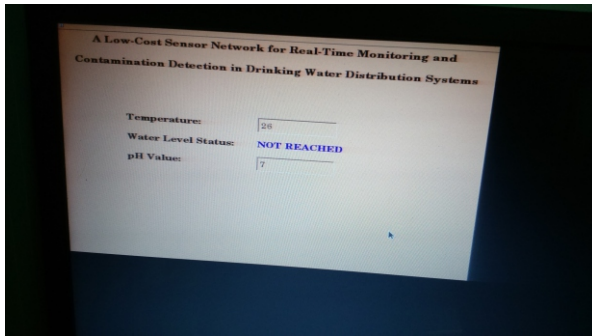 A Low-Cost Sensor Network for Real-Time Monitoring and
Contamination Detection in Drinking Water Distribution Systems
Temperature: 26
Water Level Status: NOT REACHED
pH Value: 7